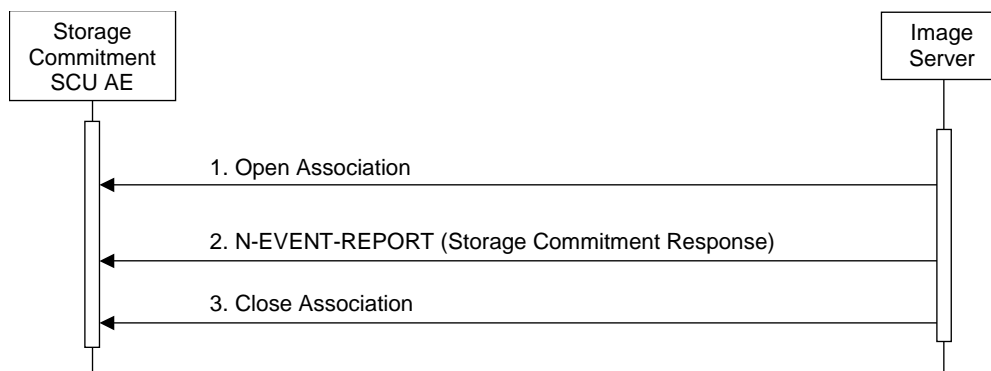 Storage
Commitment
SCU AE
Image
Server
1. Open Association
2. N-EVENT-REPORT (Storage Commitment Response)
3. Close Association